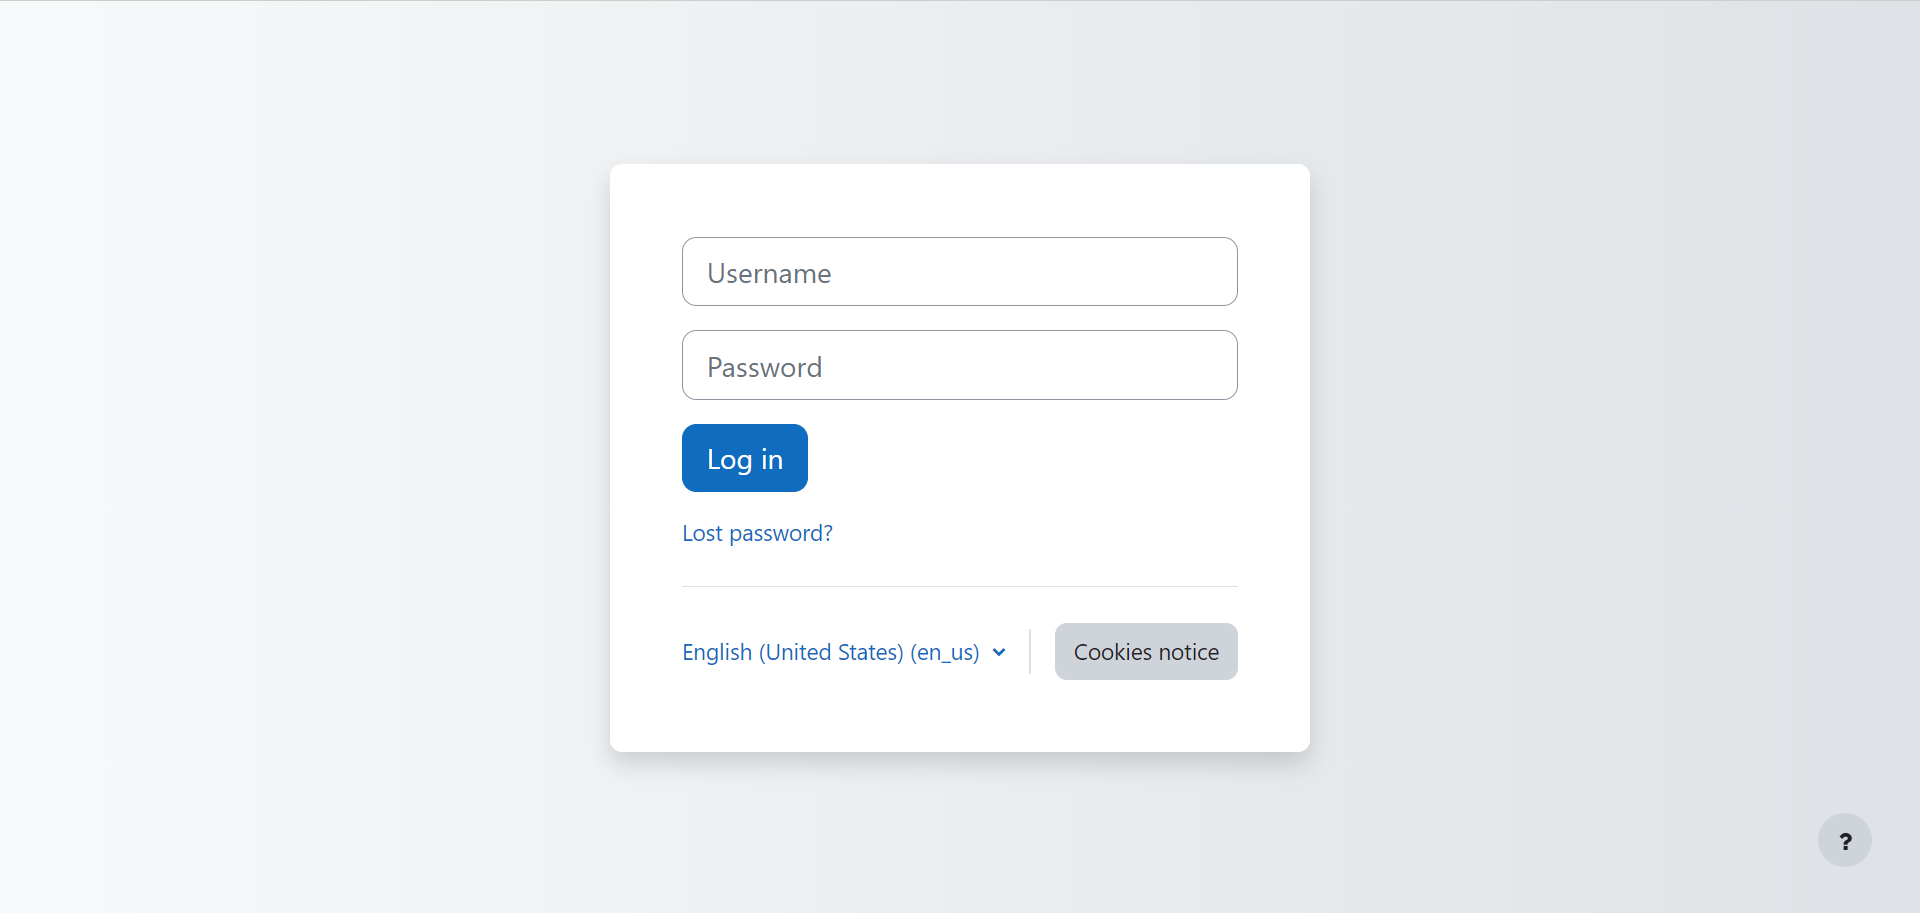 Username
Password
Log in
Lost password?
English (United States) (en_us)
Cookies notice
?